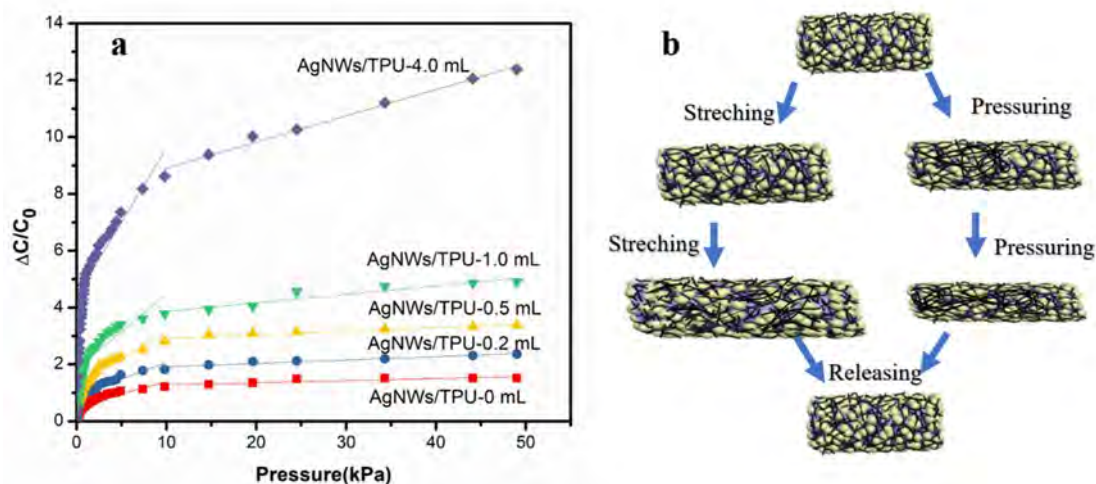 a
14
12
10
8
6
4
2
0
ΔC/C0
AgNWs/TPU-4.0 mL
AgNWs/TPU-1.0 mL
AgNWs/TPU-0.5 mL
AgNWs/TPU-0.2 mL
AgNWs/TPU-0 mL
0 10 20 30 40 50
Pressure(kPa)
b
Streching
Pressuring
Streching
Pressuring
Releasing